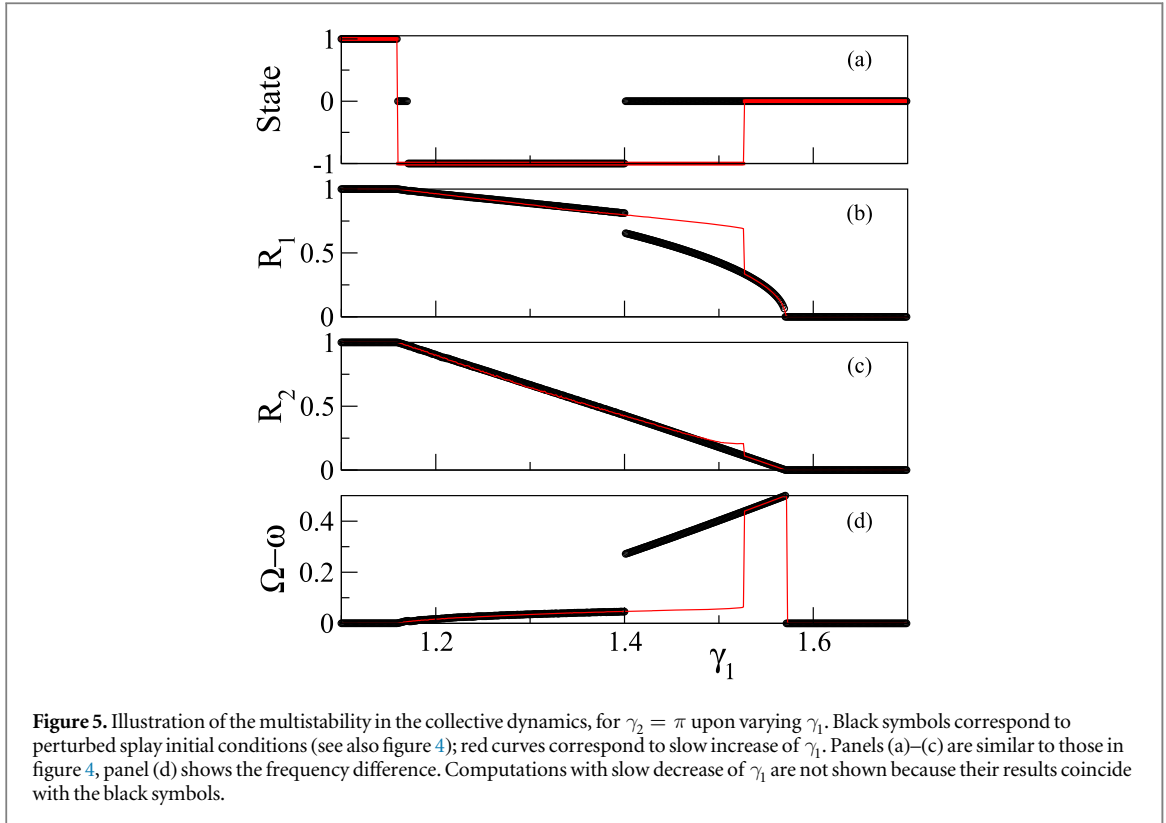 1
(a)
State
0
-1
1
(b)
R₁
0.5
0
1
(c)
R₂
0.5
0
0.4
(d)
Ω−ω
0.2
0
1.2 1.4 1.6
γ₁
Figure 5. Illustration of the multistability in the collective dynamics, for γ₂ = π upon varying γ₁. Black symbols correspond to
perturbed splay initial conditions (see also figure 4); red curves correspond to slow increase of γ₁. Panels (a)–(c) are similar to those in
figure 4, panel (d) shows the frequency difference. Computations with slow decrease of γ₁ are not shown because their results coincide
with the black symbols.